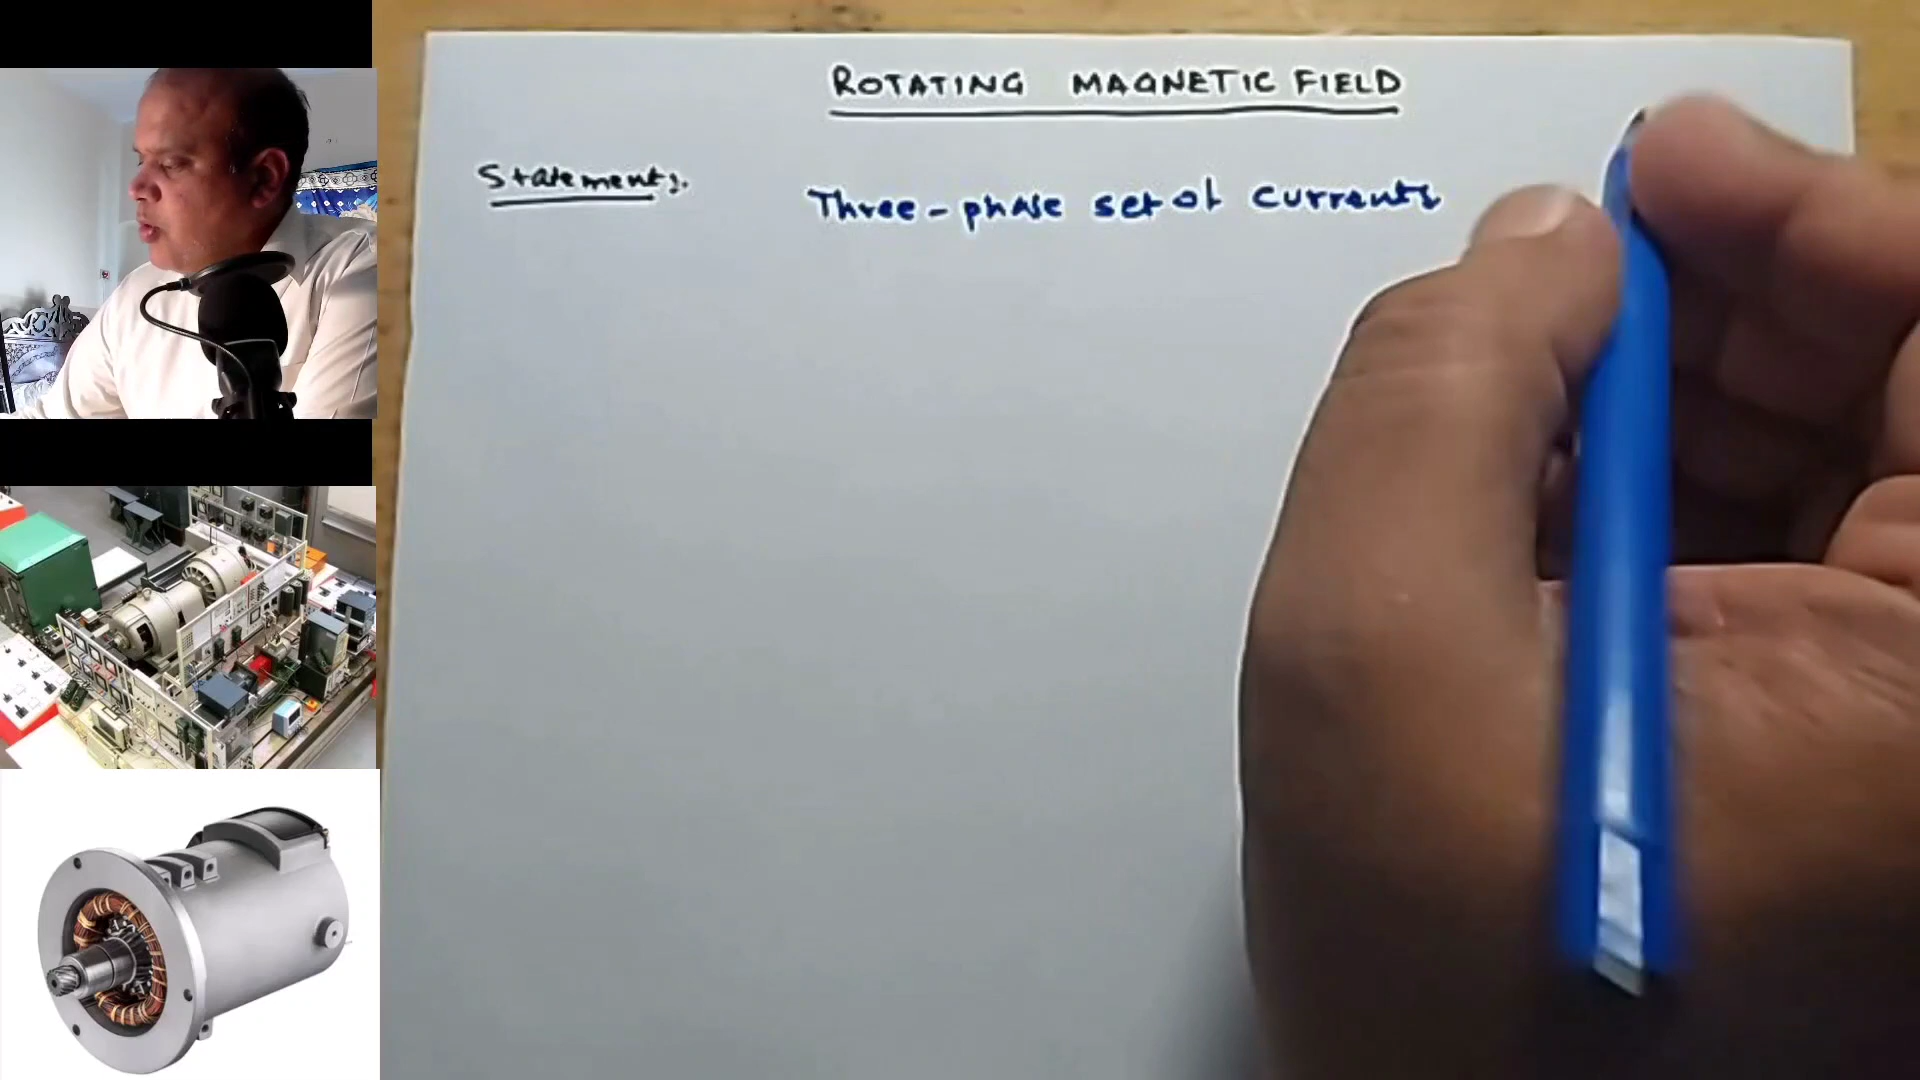 ROTATING MAGNETIC FIELD
Statement:.
Three-phase set of currents